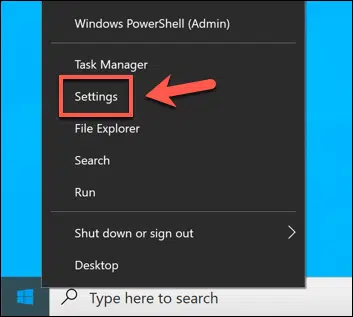 Windows PowerShell (Admin)
Task Manager
Settings
File Explorer
Search
Run
Shut down or sign out
Desktop
Type here to search